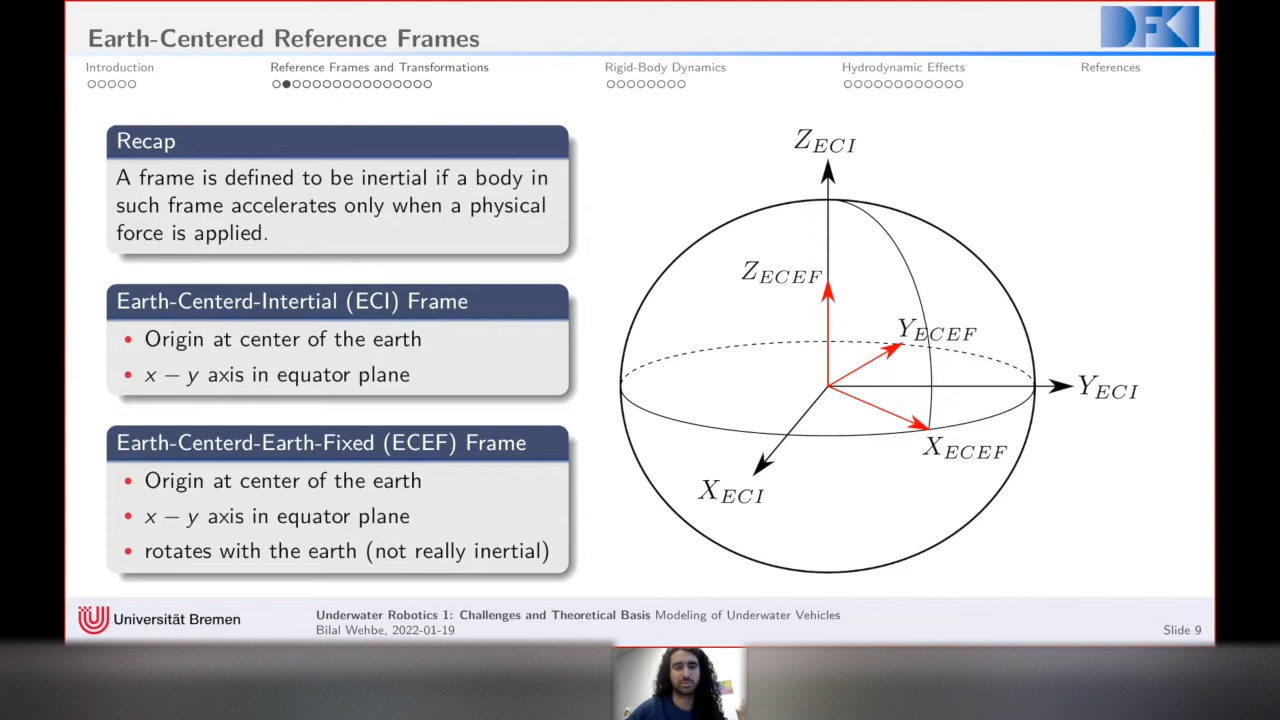 Earth-Centered Reference Frames
DFKI
Introduction
Reference Frames and Transformations
Rigid-Body Dynamics
Hydrodynamic Effects
References
Recap
A frame is defined to be inertial if a body in
such frame accelerates only when a physical
force is applied.
Earth-Centerd-Intertial (ECI) Frame
• Origin at center of the earth
• x − y axis in equator plane
Earth-Centerd-Earth-Fixed (ECEF) Frame
• Origin at center of the earth
• x − y axis in equator plane
• rotates with the earth (not really inertial)
Z_ECI
Z_ECEF
Y_ECEF
Y_ECI
X_ECEF
X_ECI
Universität Bremen
Underwater Robotics 1: Challenges and Theoretical Basis Modeling of Underwater Vehicles
Bilal Wehbe, 2022-01-19
Slide 9